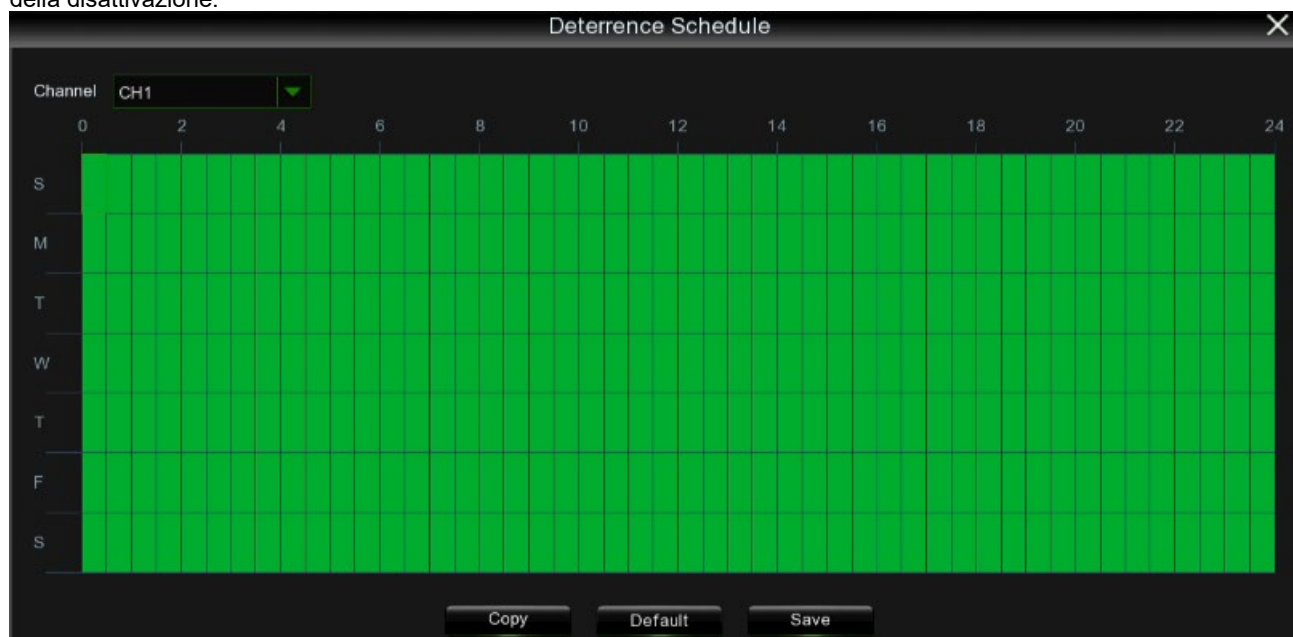 della disattivazione.
Deterrence Schedule
Channel CH1
0 2 4 6 8 10 12 14 16 18 20 22 24
S
M
T
W
T
F
S
Copy Default Save